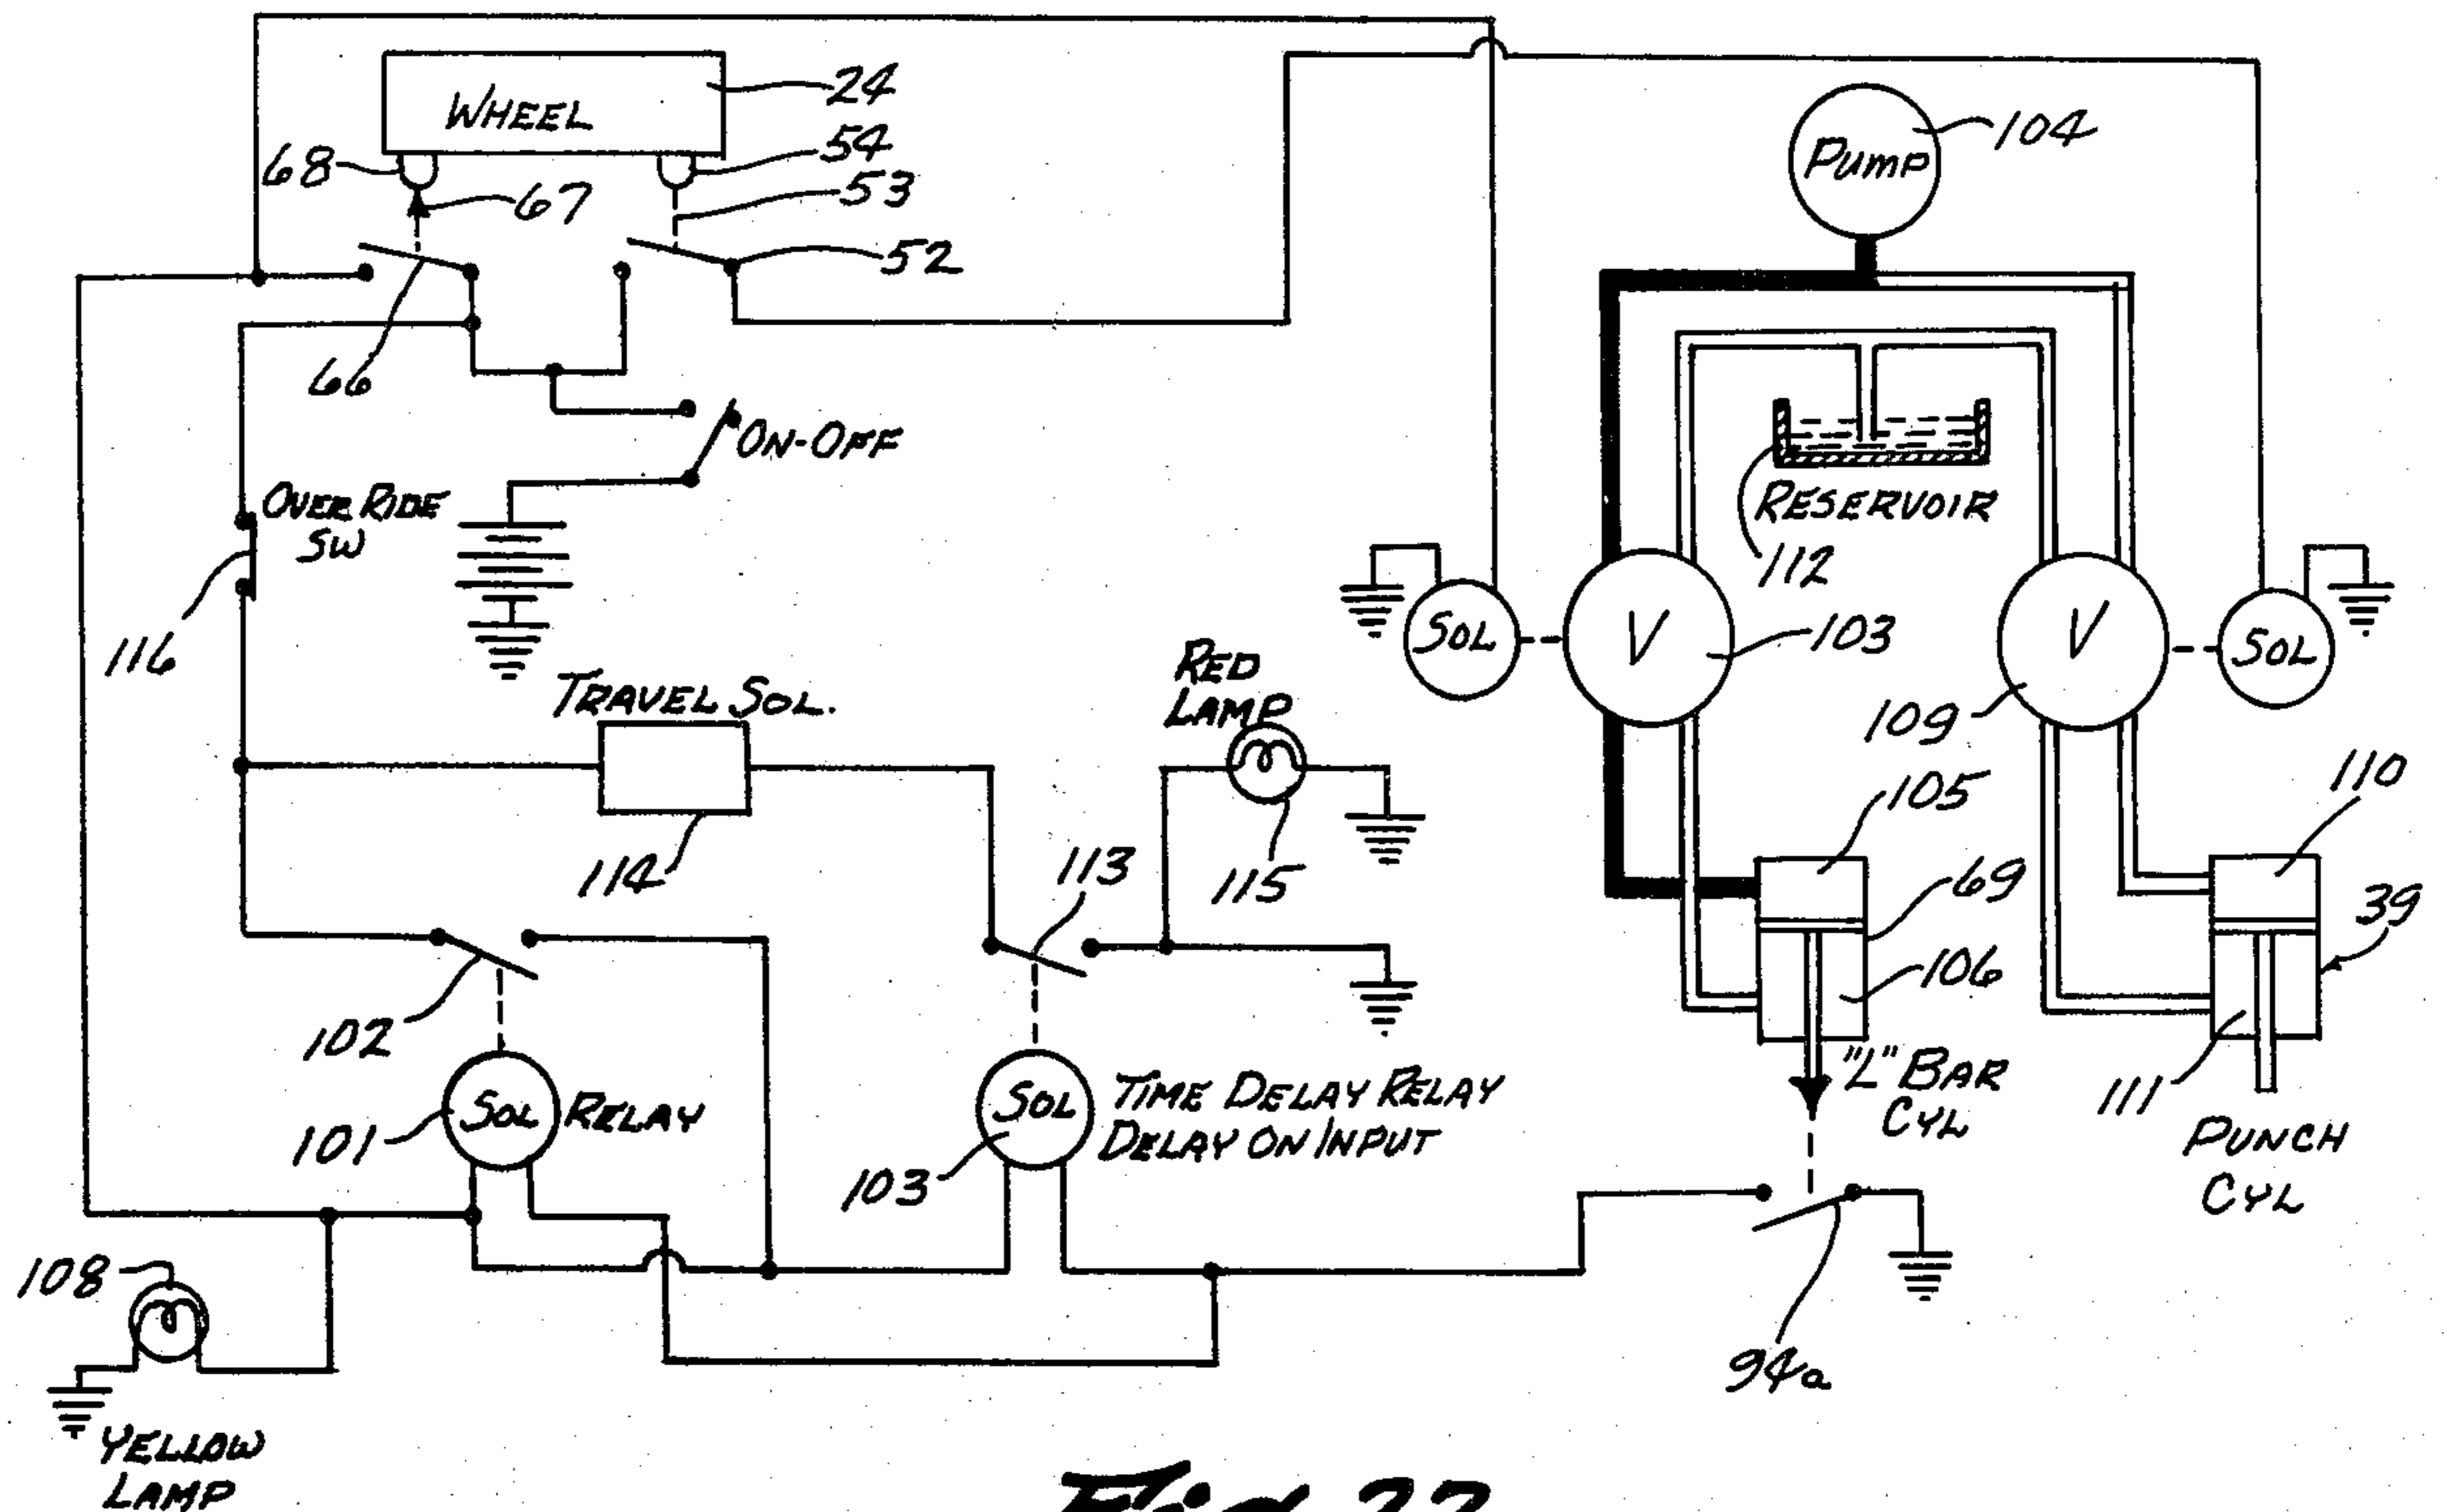 WHEEL
24
54
68
53
67
52
Pump
104
66
ON-OFF
OVER RIDE
SW
RESERVOIR
112
116
SOL
V
103
V
SOL
109
TRAVEL SOL.
RED
LAMP
114
113
115
105
110
69
39
106
102
"L" BAR
CYL
111
PUNCH
CYL
101
SOL
RELAY
SOL
TIME DELAY RELAY
DELAY ON INPUT
103
108
94a
YELLOW
LAMP